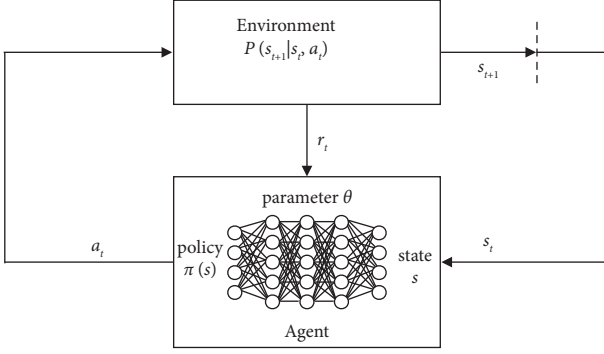 Environment
P (s_{t+1}|s_t, a_t)
s_{t+1}
r_t
parameter θ
policy
π (s)
state
s
a_t
s_t
Agent